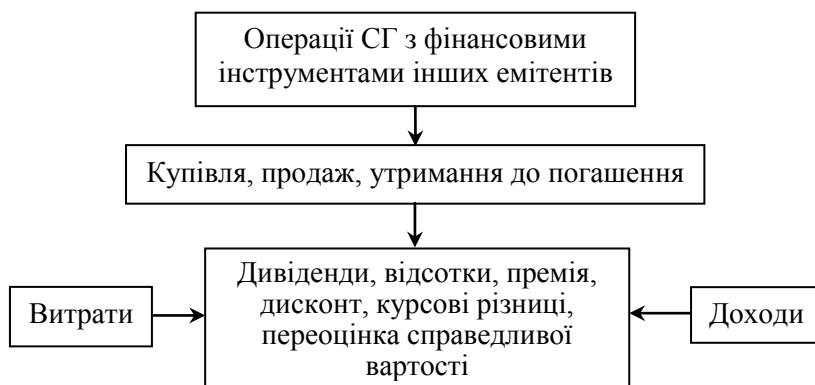 Операції СГ з фінансовими
інструментами інших емітентів
Купівля, продаж, утримання до погашення
Дивіденди, відсотки, премія,
дисконт, курсові різниці,
переоцінка справедливої
вартості
Витрати
Доходи